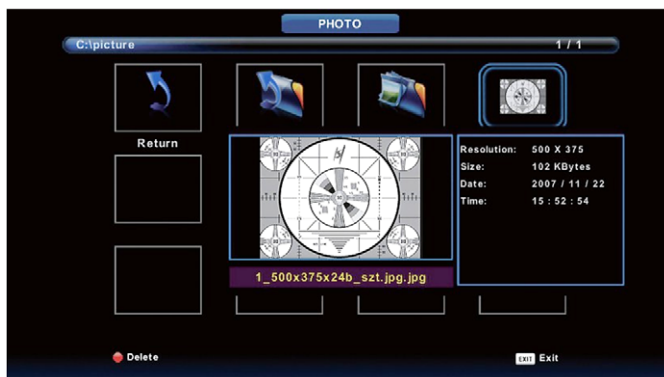 PHOTO
C:\picture 1 / 1
Return
Resolution: 500 X 375
Size: 102 KBytes
Date: 2007 / 11 / 22
Time: 15 : 52 : 54
1_500x375x24b_szt.jpg.jpg
Delete
EXIT Exit